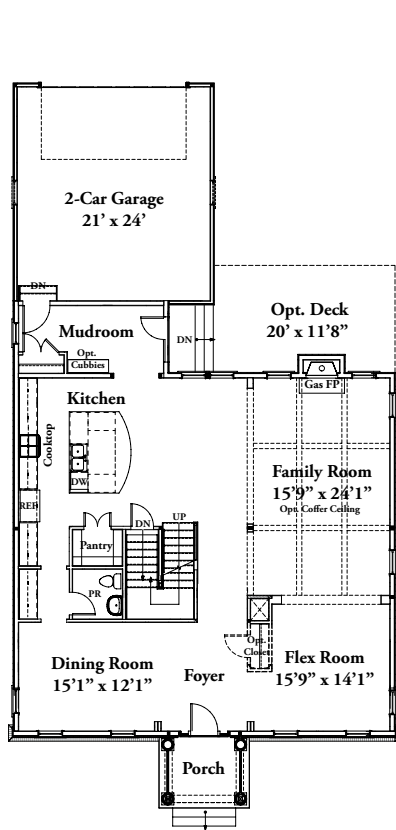 2-Car Garage
21' x 24'
DN
Mudroom
Opt.
Cubbies
DN
Opt. Deck
20' x 11'8”
Gas FP
Kitchen
Cooktop
DW
REF
Family Room
15'9” x 24'1”
Opt. Coffer Ceiling
DN
UP
Pantry
PR
Opt.
Closet
Dining Room
15'1” x 12'1”
Foyer
Flex Room
15'9” x 14'1”
Porch